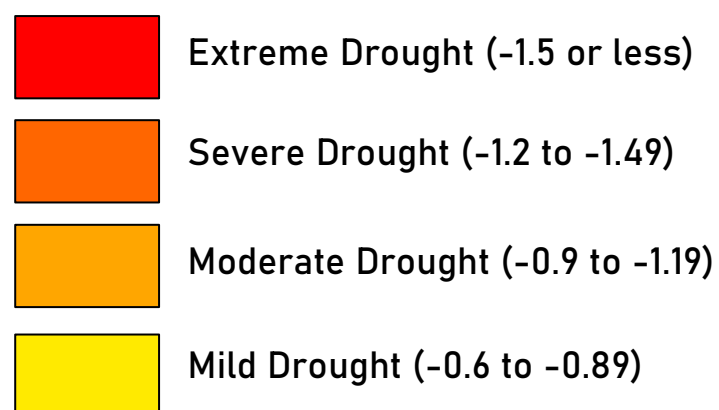 Extreme Drought (-1.5 or less)
Severe Drought (-1.2 to -1.49)
Moderate Drought (-0.9 to -1.19)
Mild Drought (-0.6 to -0.89)